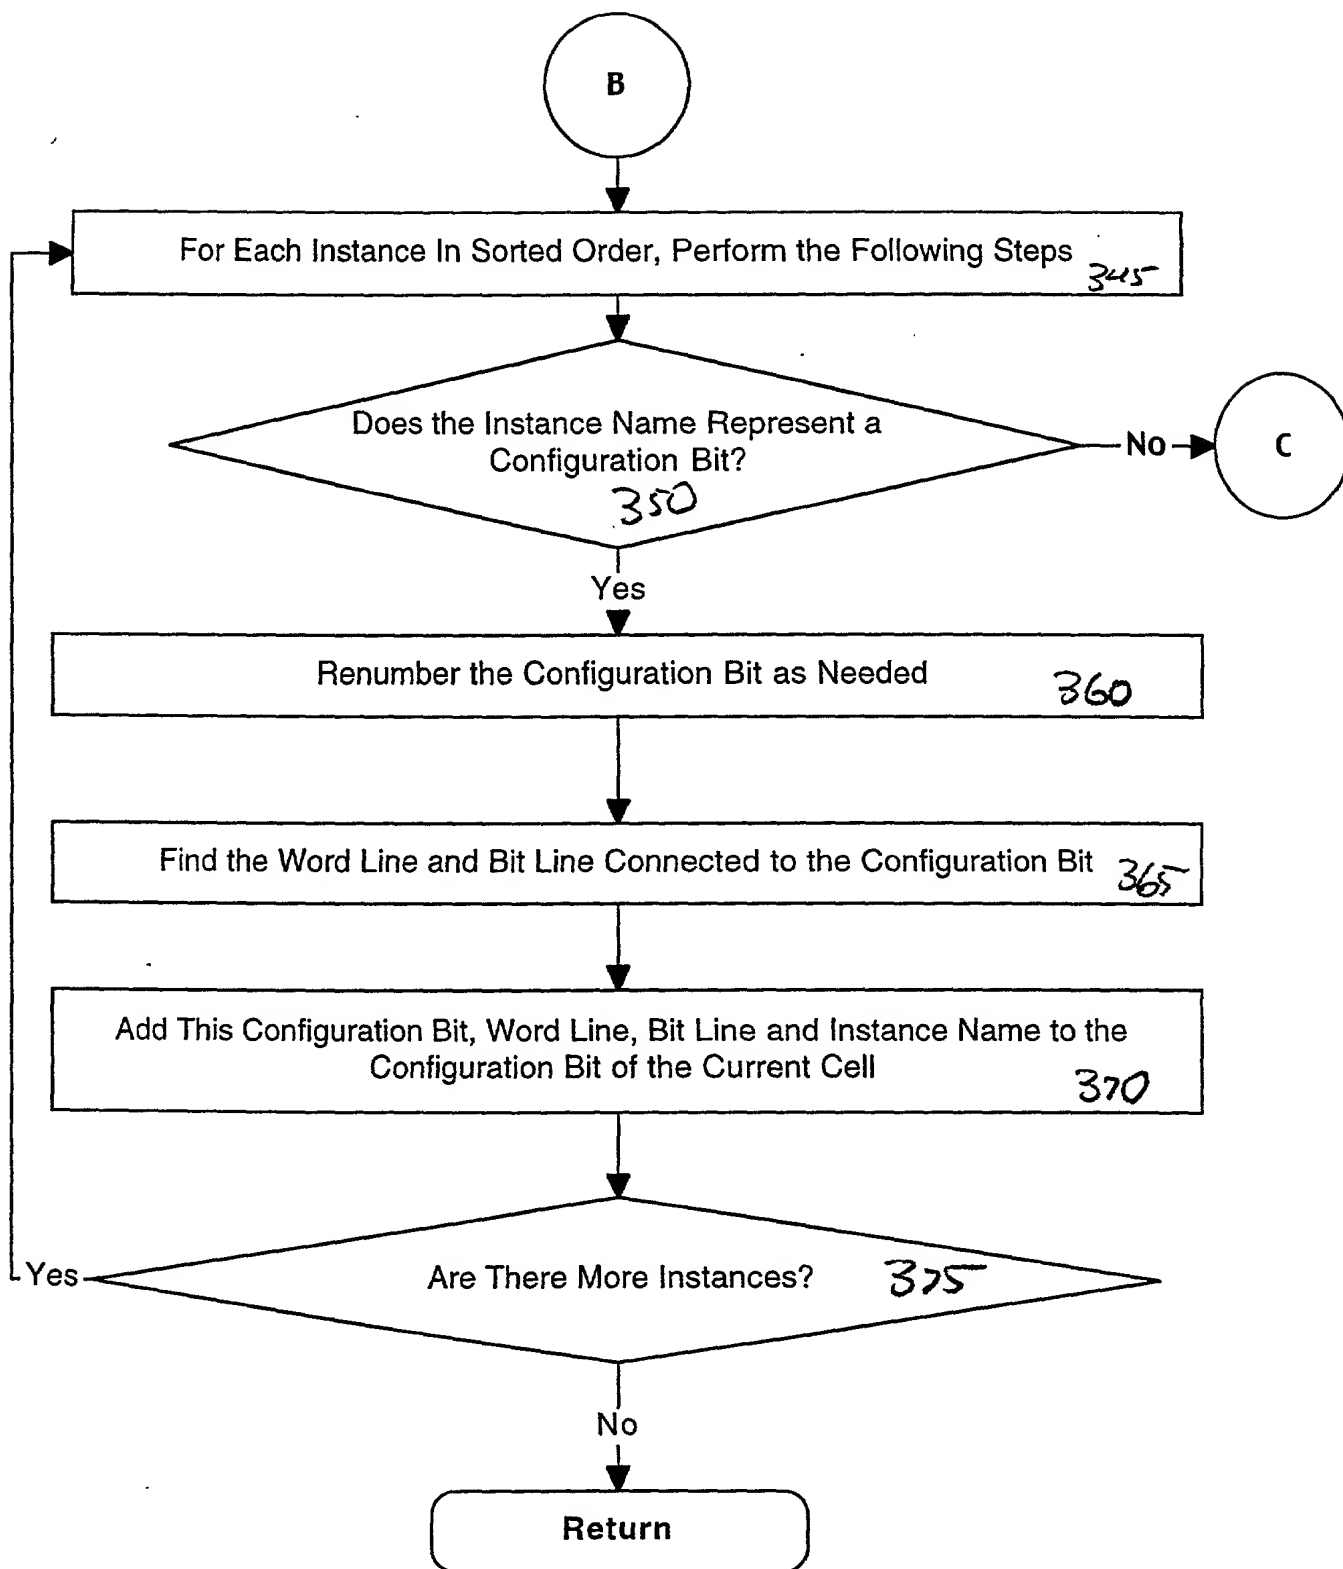 B
For Each Instance In Sorted Order, Perform the Following Steps
345
Does the Instance Name Represent a
Configuration Bit?
350
No
C
Yes
Renumber the Configuration Bit as Needed
360
Find the Word Line and Bit Line Connected to the Configuration Bit
365
Add This Configuration Bit, Word Line, Bit Line and Instance Name to the
Configuration Bit of the Current Cell
370
Yes
Are There More Instances?
375
No
Return